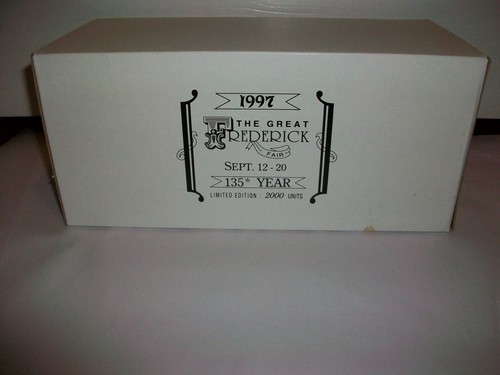 1997
THE GREAT
FREDERICK
FAIR
SEPT. 12 - 20
135th YEAR
LIMITED EDITION : 2000 UNITS